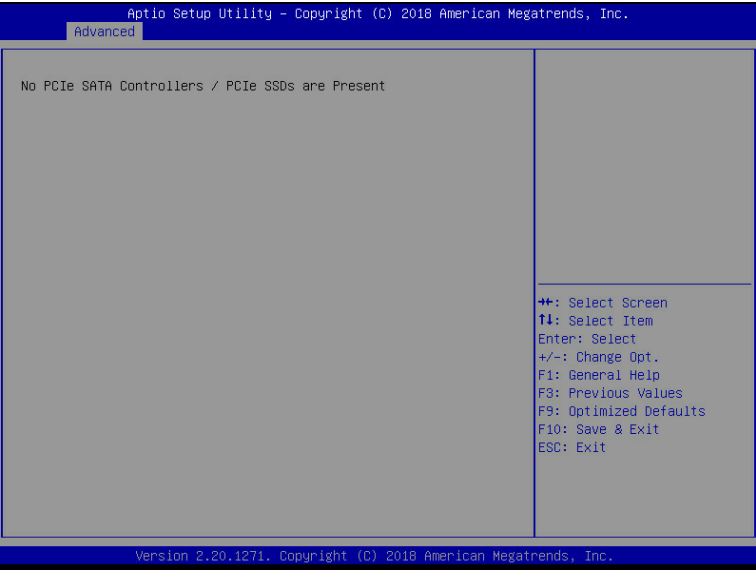 Aptio Setup Utility – Copyright (C) 2018 American Megatrends, Inc.
Advanced
No PCIe SATA Controllers / PCIe SSDs are Present
→←: Select Screen
↑↓: Select Item
Enter: Select
+/-: Change Opt.
F1: General Help
F3: Previous Values
F9: Optimized Defaults
F10: Save & Exit
ESC: Exit
Version 2.20.1271. Copyright (C) 2018 American Megatrends, Inc.